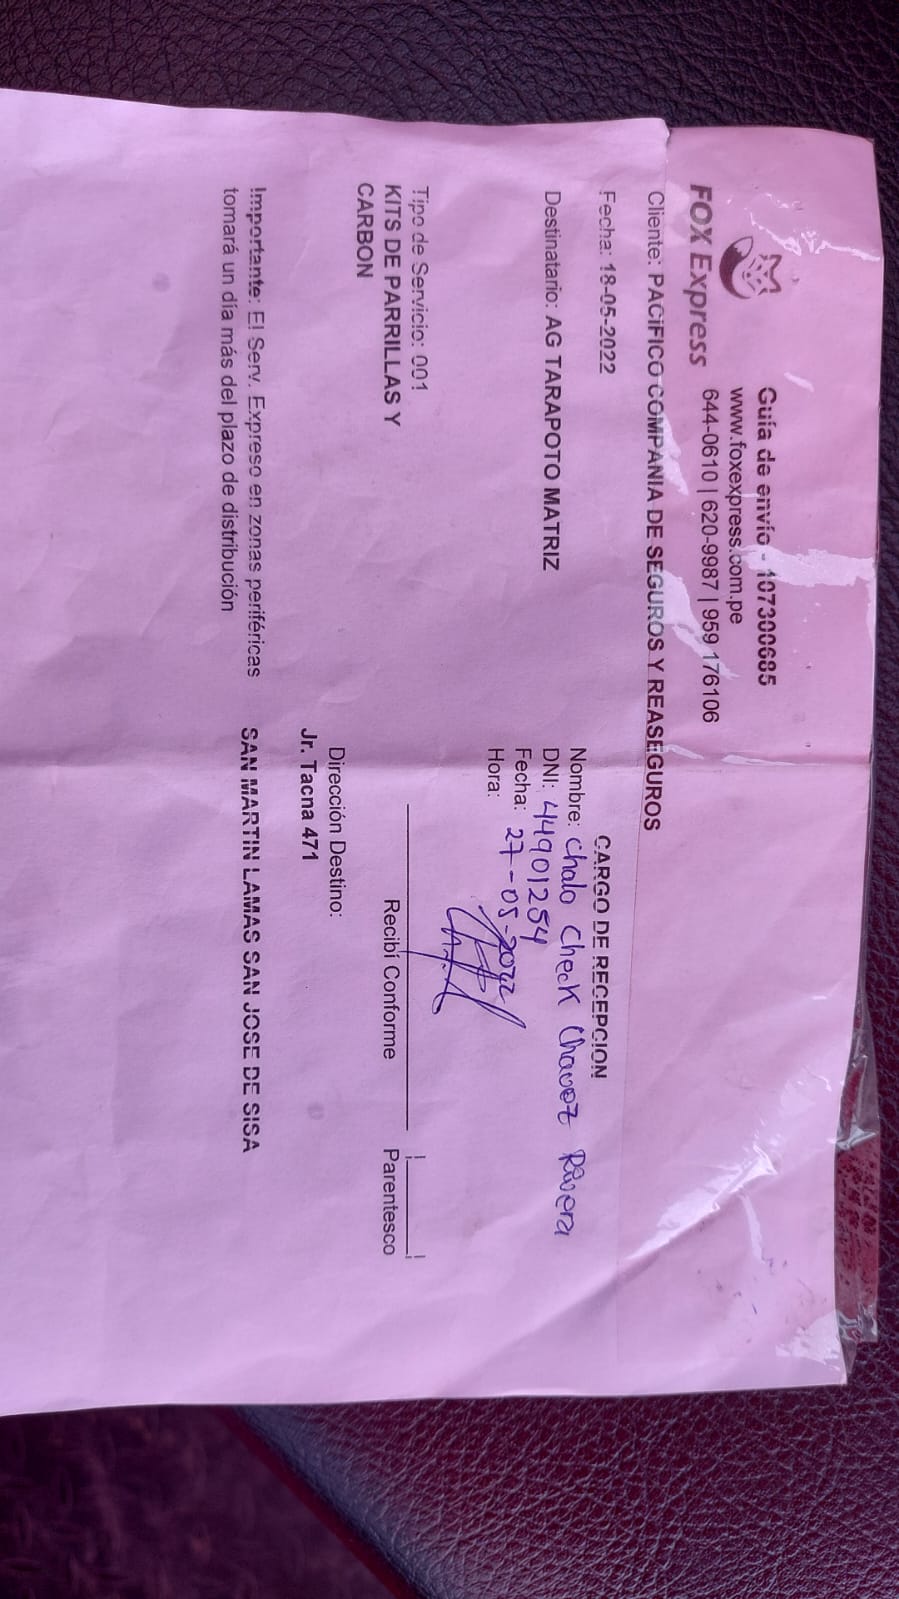 Guía de envío - 107300685
www.foxexpress.com.pe
644-0610 | 620-9987 | 959 176106
FOX Express
Cliente: PACIFICO COMPANIA DE SEGUROS Y REASEGUROS
Fecha: 18-05-2022
Destinatario: AG TARAPOTO MATRIZ
CARGO DE RECEPCION
Nombre: Chalo Check Chavez Rivera
DNI: 44901254
Fecha: 27-05-2022
Hora:
Tipo de Servicio: 001
KITS DE PARRILLAS Y
CARBON
Recibí Conforme
Parentesco
Dirección Destino:
Jr. Tacna 471
SAN MARTIN LAMAS SAN JOSE DE SISA
Importante: El Serv. Expreso en zonas periféricas
tomará un día más del plazo de distribución